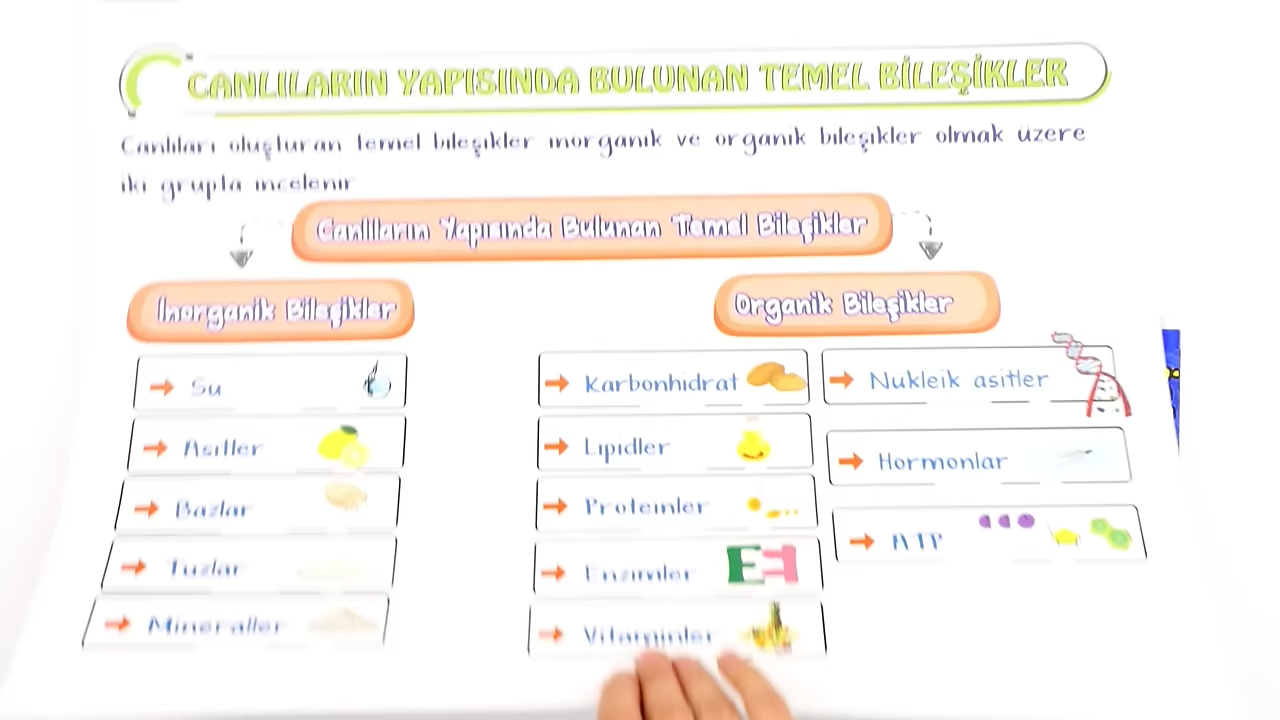 CANLILARIN YAPISINDA BULUNAN TEMEL BİLEŞİKLER
Canlıları oluşturan temel bileşikler inorganik ve organik bileşikler olmak üzere
iki grupta incelenir
Canlıların Yapısında Bulunan Temel Bileşikler
İnorganik Bileşikler
Su
Asitler
Bazlar
Tuzlar
Mineraller
Organik Bileşikler
Karbonhidrat
Lipidler
Proteinler
Enzimler
Vitaminler
Nükleik asitler
Hormonlar
ATP